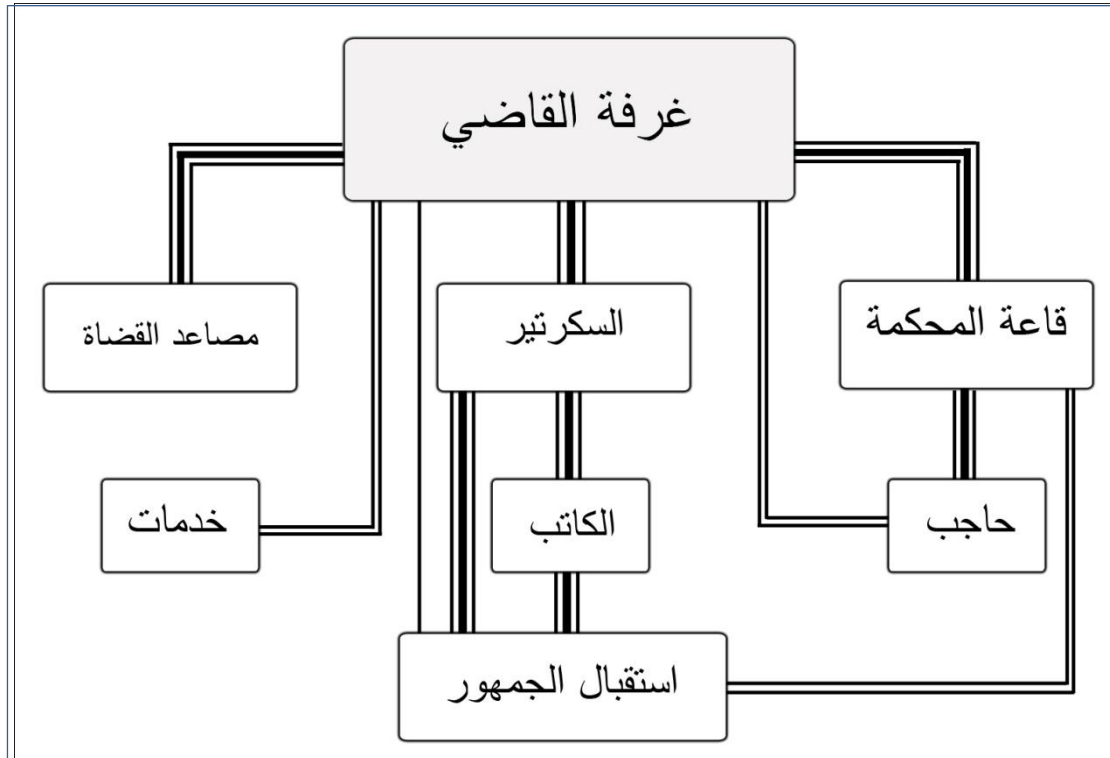 غرفة القاضي
قاعة المحكمة
السكرتير
مصاعد القضاة
حاجب
الكاتب
خدمات
استقبال الجمهور